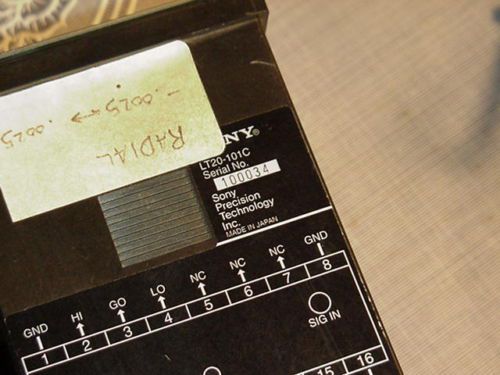 RADIAL
-.0025 ↔ .0025
NY®
LT20-101C
Serial No.
100034
Sony
Precision
Technology
Inc.
MADE IN JAPAN
GND HI GO LO NC NC NC GND
1 2 3 4 5 6 7 8
SIG IN
15 16